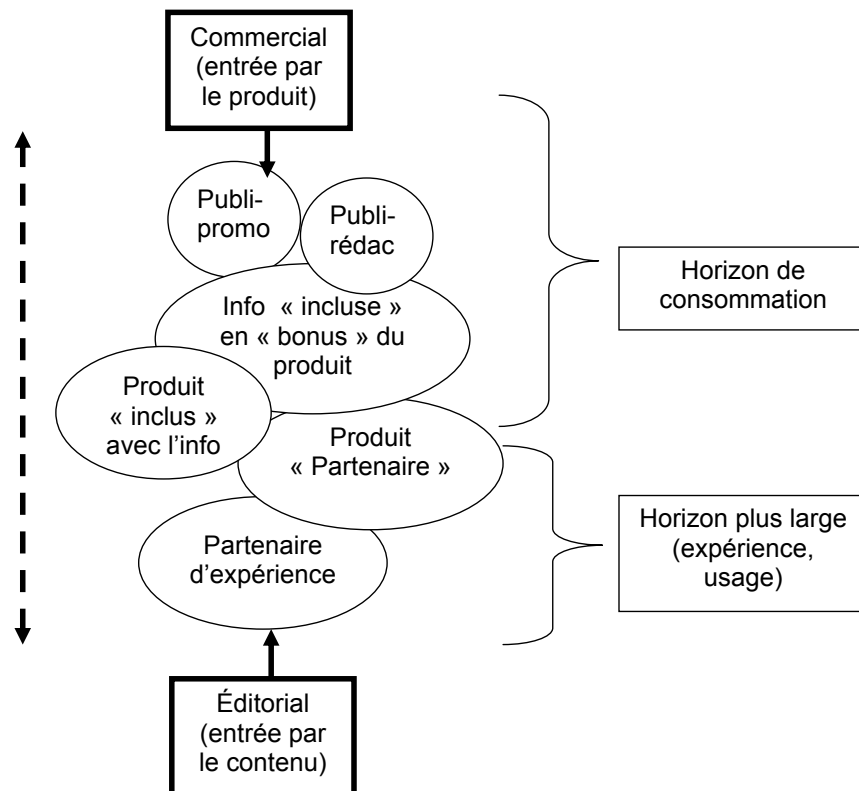 Commercial
(entrée par
le produit)
Publi-
promo
Publi-
rédac
Info « incluse »
en « bonus » du
produit
Horizon de
consommation
Produit
« inclus »
avec l’info
Produit
« Partenaire »
Partenaire
d’expérience
Horizon plus large
(expérience,
usage)
Éditorial
(entrée par
le contenu)